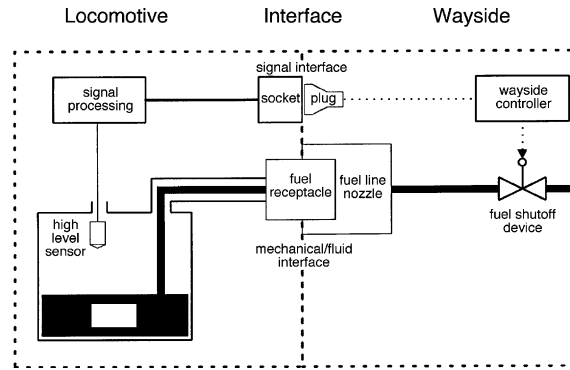 Locomotive
Interface
Wayside
signal interface
signal
processing
socket
plug
wayside
controller
fuel
receptacle
fuel line
nozzle
high
level
sensor
fuel shutoff
device
mechanical/fluid
interface